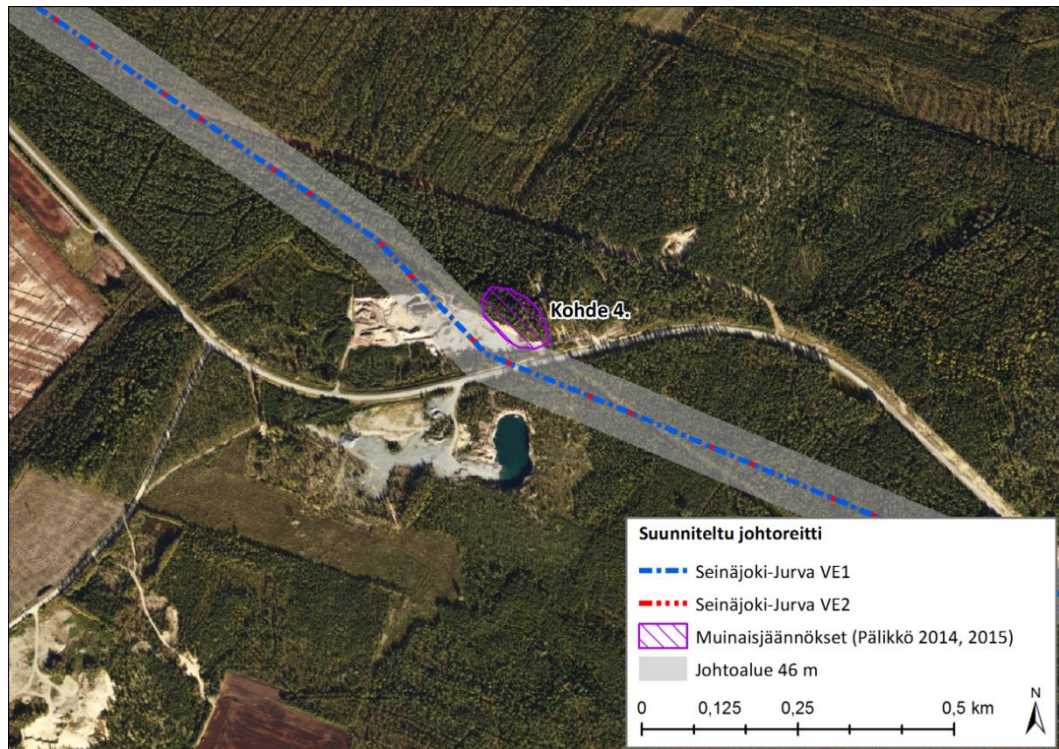 Kohde 4.
Suunniteltu johtoreitti
Seinäjoki-Jurva VE1
Seinäjoki-Jurva VE2
Muinaisjäännökset (Pälikkö 2014, 2015)
Johtoalue 46 m
N
0 0,125 0,25 0,5 km